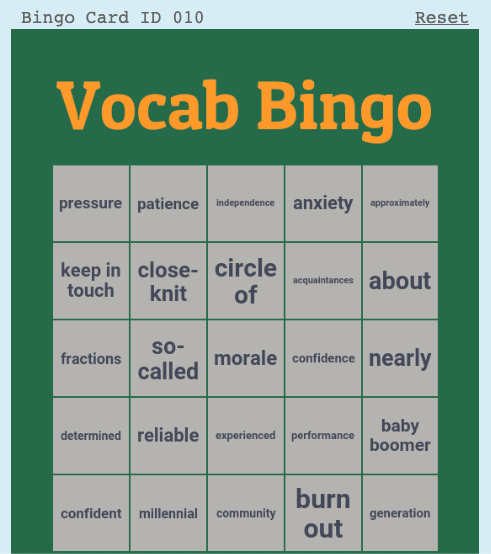 Bingo Card ID 010 Reset
Vocab Bingo
pressure patience independence anxiety approximately
keep in touch close-knit circle of acquaintances about
fractions so-called morale confidence nearly
determined reliable experienced performance baby boomer
confident millennial community burn out generation